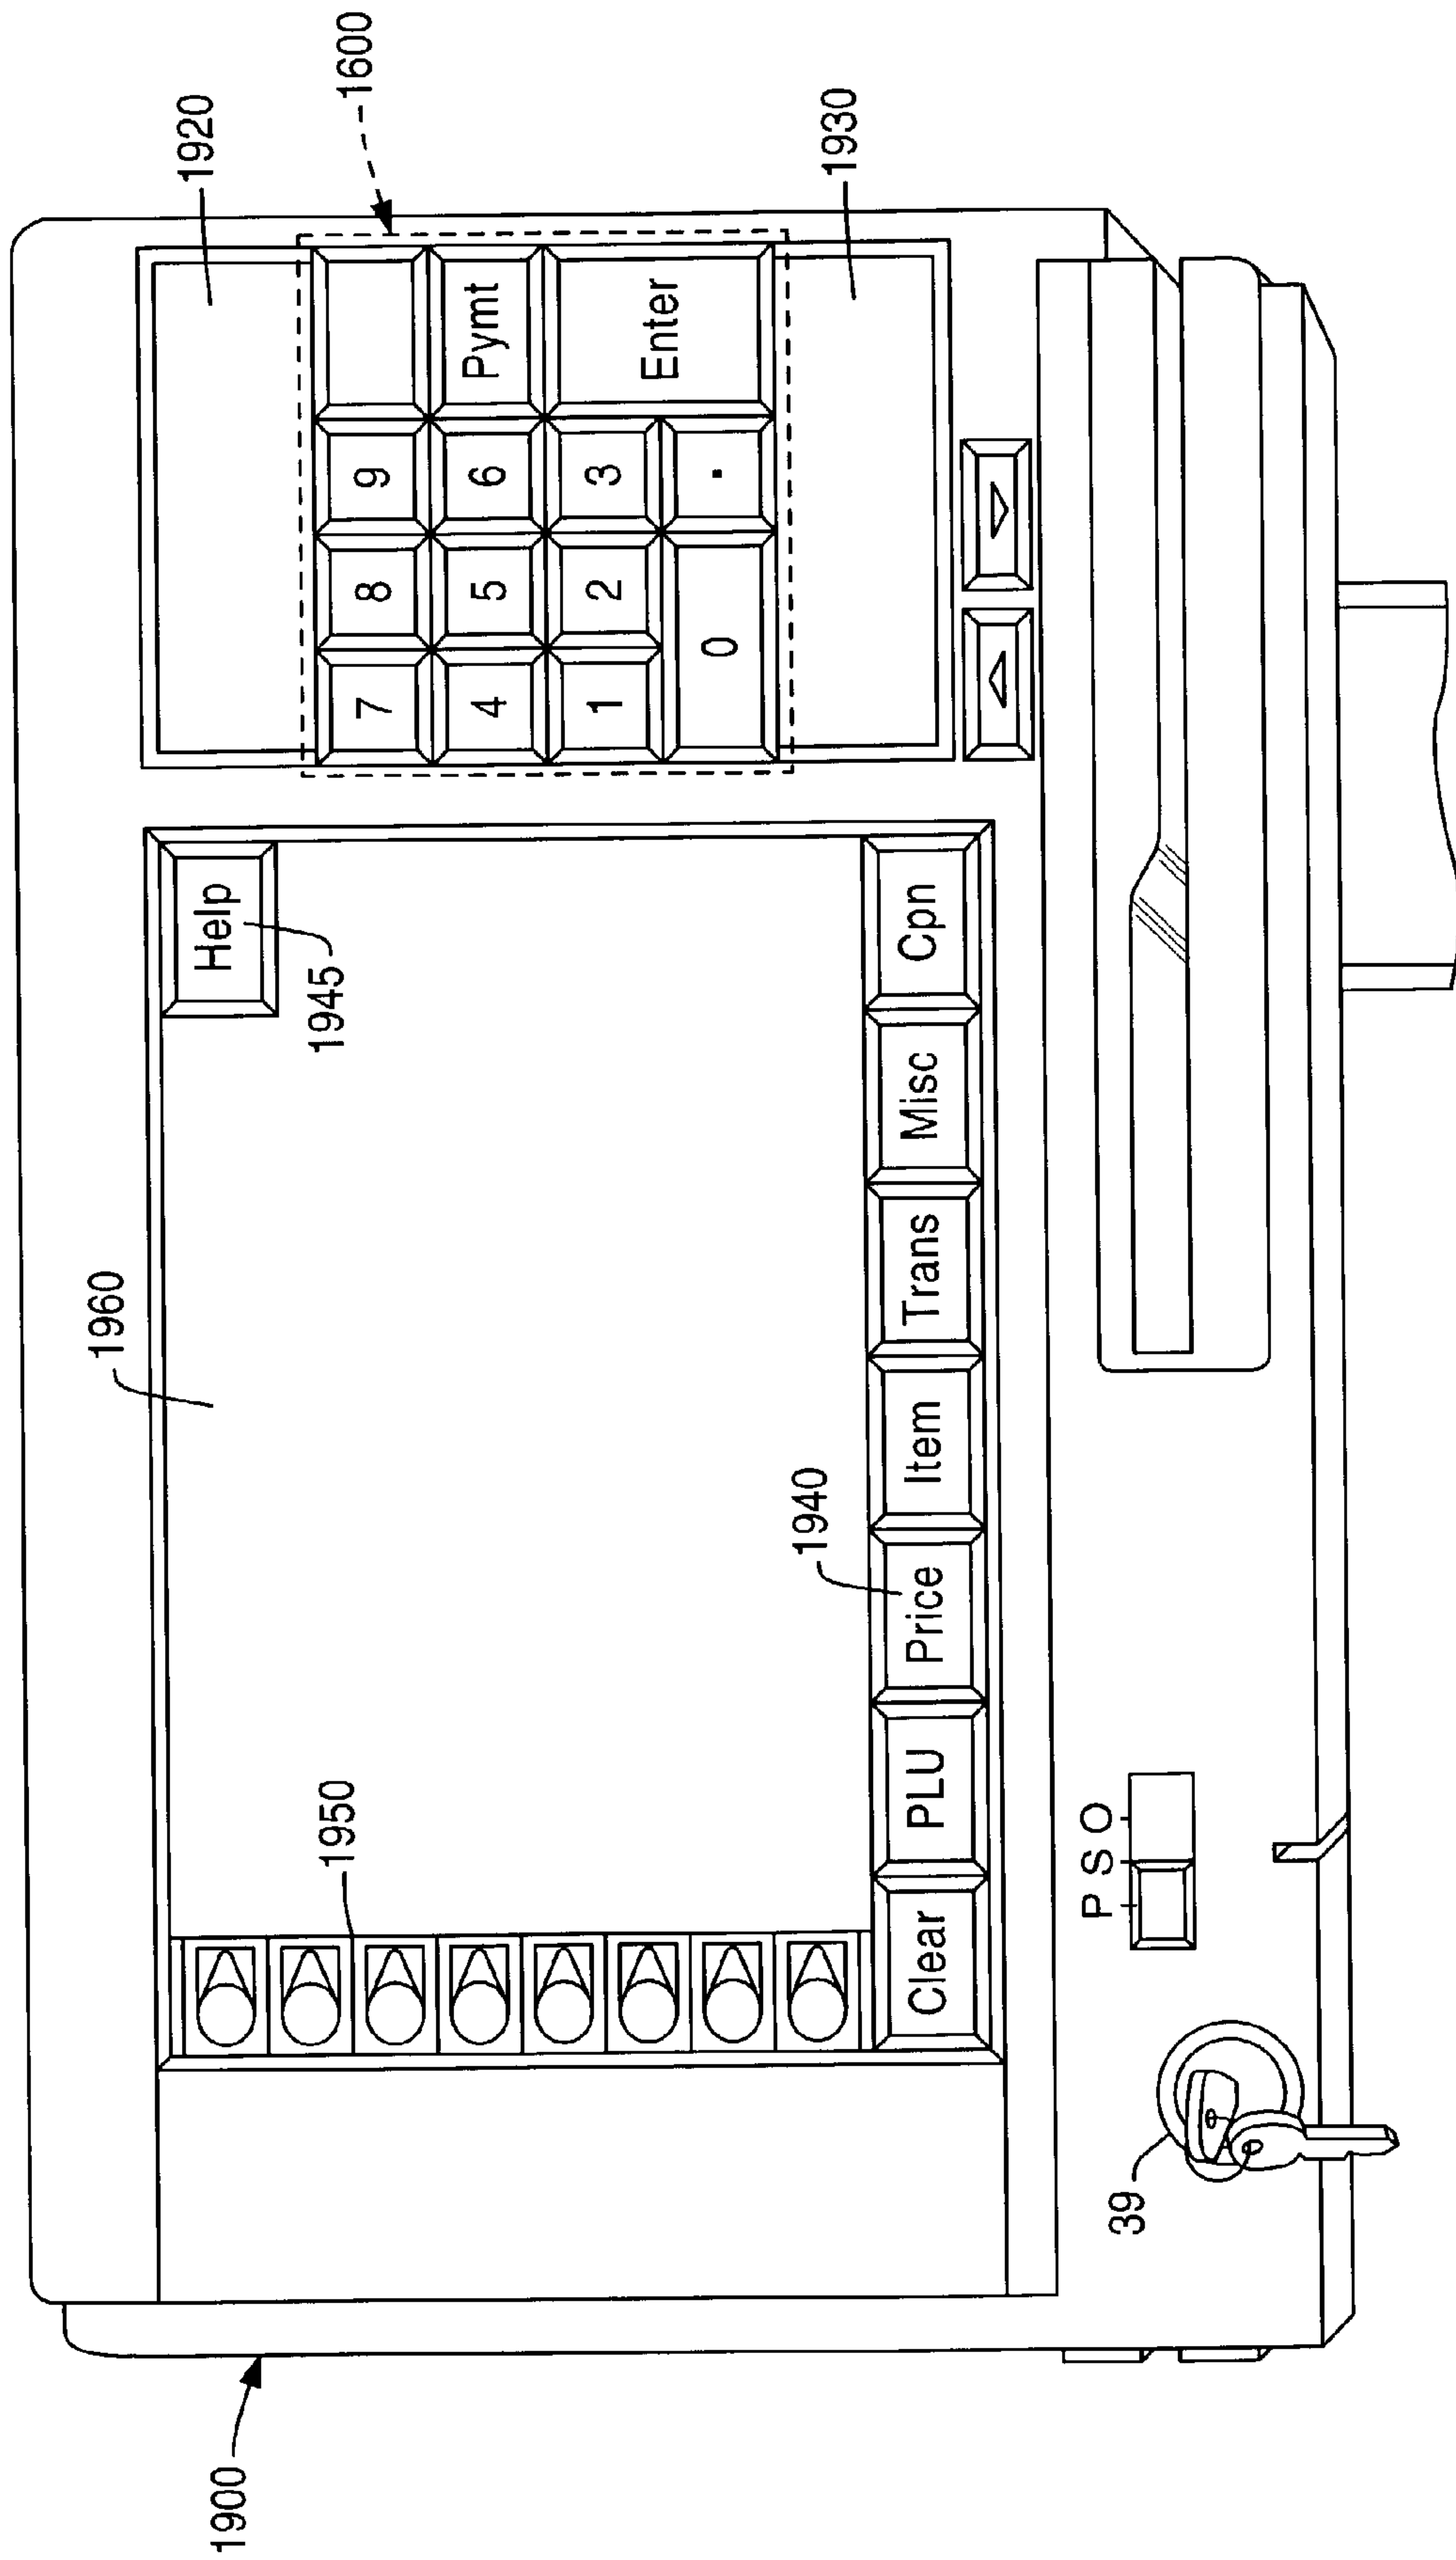 1900
1960
1920
1600
Help
1945
1950
7 8 9
4 5 6 Pymt
1 2 3 Enter
0 .
1940
1930
Clear PLU Price Item Trans Misc Cpn
P S O
39